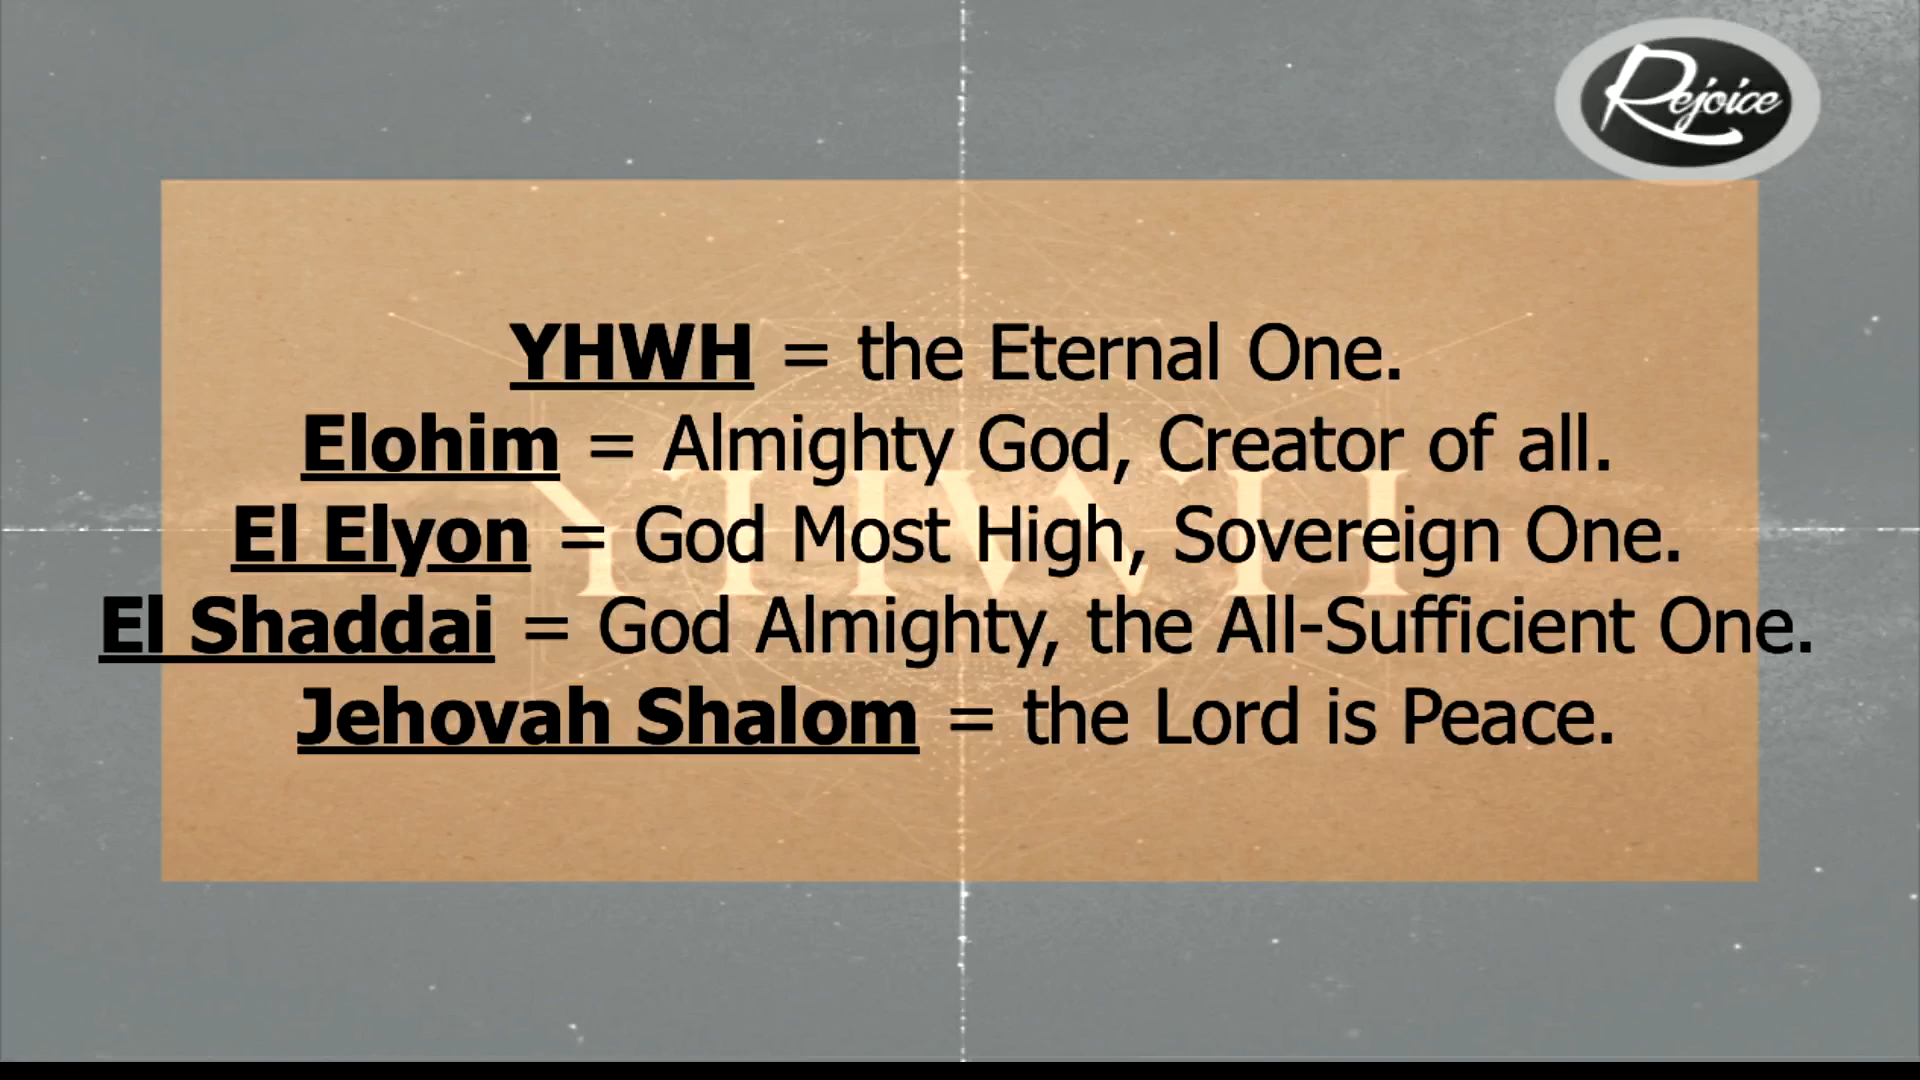 Rejoice
YHWH = the Eternal One.
Elohim = Almighty God, Creator of all.
El Elyon = God Most High, Sovereign One.
El Shaddai = God Almighty, the All-Sufficient One.
Jehovah Shalom = the Lord is Peace.
YHWH